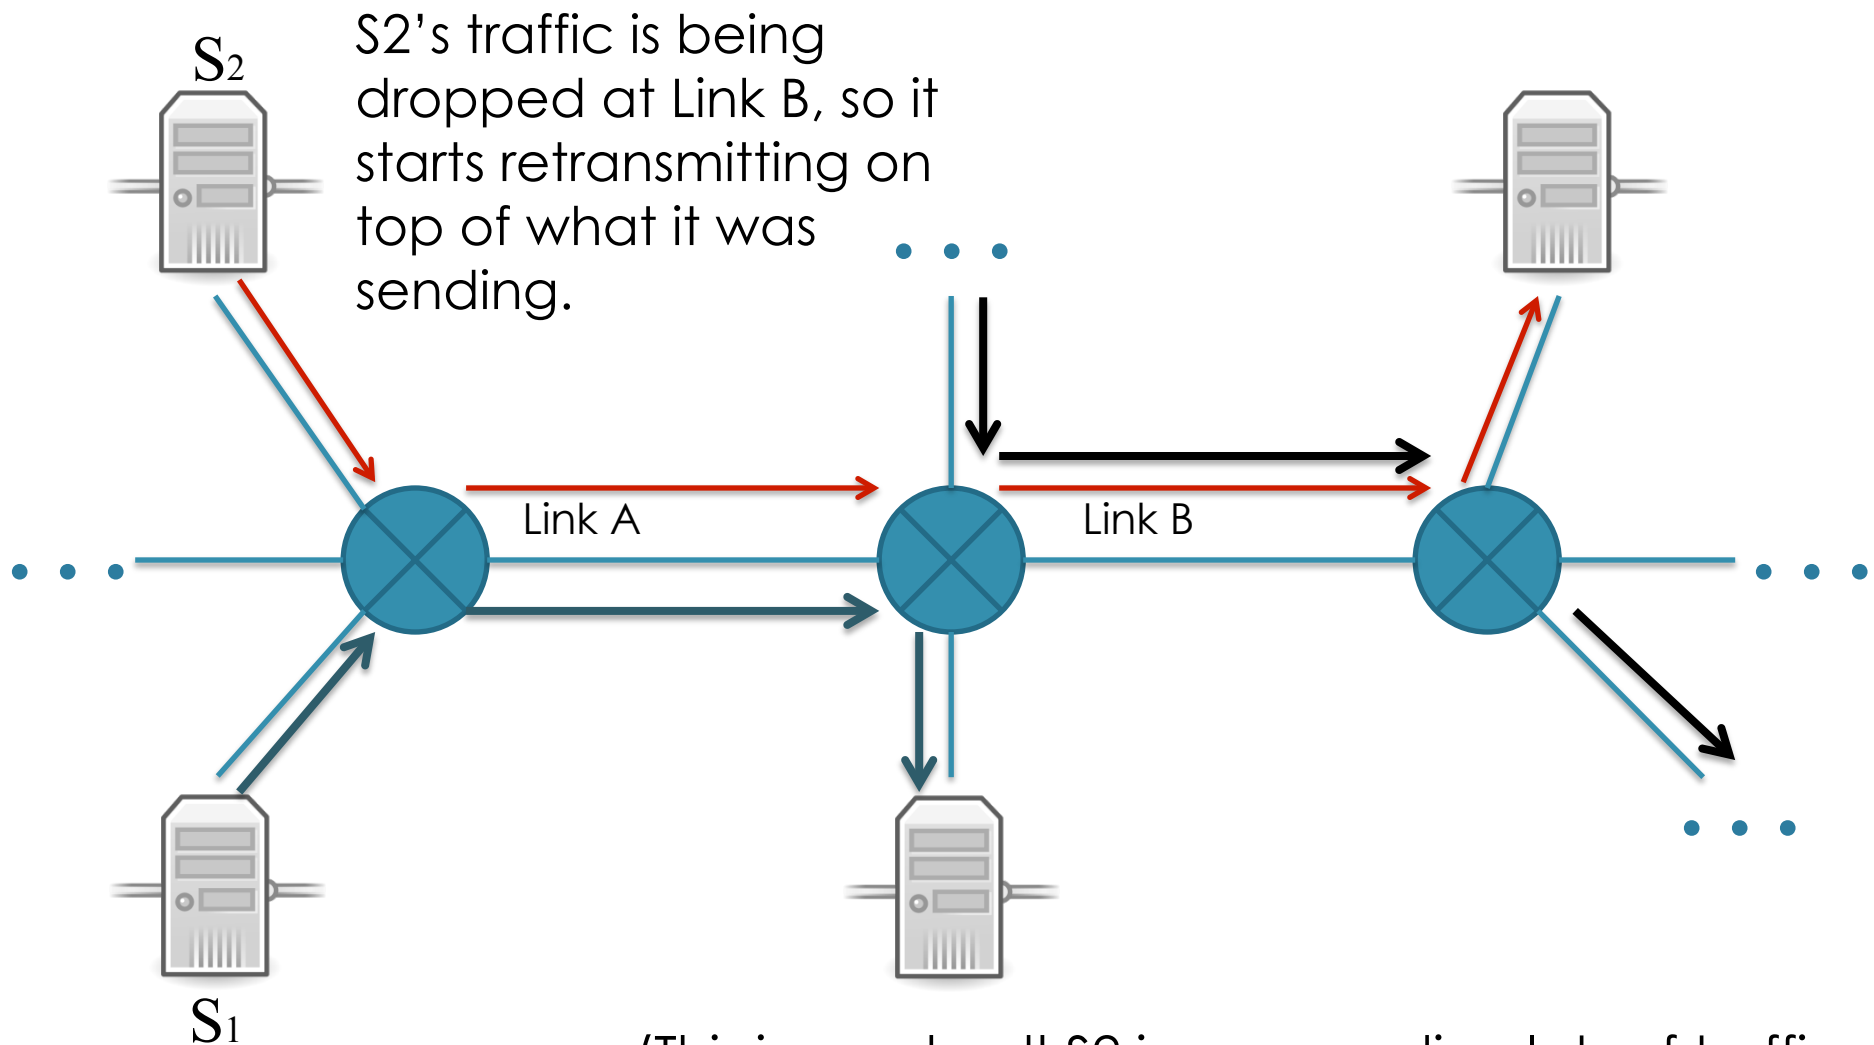 S2
S2’s traffic is being
dropped at Link B, so it
starts retransmitting on
top of what it was
sending.
Link A
Link B
S1